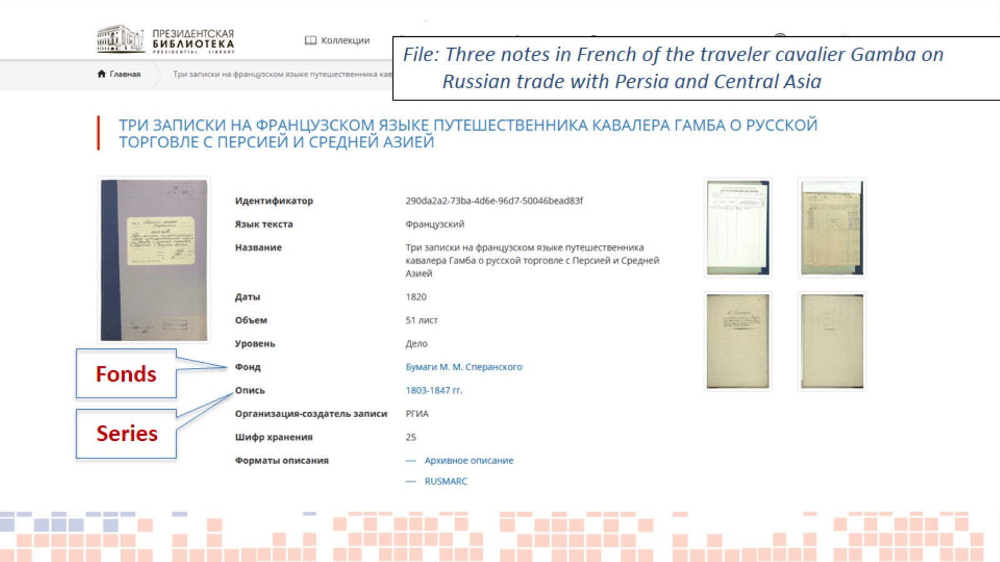 ПРЕЗИДЕНТСКАЯ
БИБЛИОТЕКА
PRESIDENTIAL LIBRARY
Коллекции
File: Three notes in French of the traveler cavalier Gamba on
Russian trade with Persia and Central Asia
Главная
Три записки на французском языке путешественника кав
ТРИ ЗАПИСКИ НА ФРАНЦУЗСКОМ ЯЗЫКЕ ПУТЕШЕСТВЕННИКА КАВАЛЕРА ГАМБА О РУССКОЙ
ТОРГОВЛЕ С ПЕРСИЕЙ И СРЕДНЕЙ АЗИЕЙ
Идентификатор 290da2a2-73ba-4d6e-96d7-50046bead83f
Язык текста Французский
Название Три записки на французском языке путешественника
кавалера Гамба о русской торговле с Персией и Средней
Азией
Даты 1820
Объем 51 лист
Уровень Дело
Fonds
Фонд Бумаги М. М. Сперанского
Опись 1803-1847 гг.
Series
Организация-создатель записи РГИА
Шифр хранения 25
Форматы описания — Архивное описание
— RUSMARC